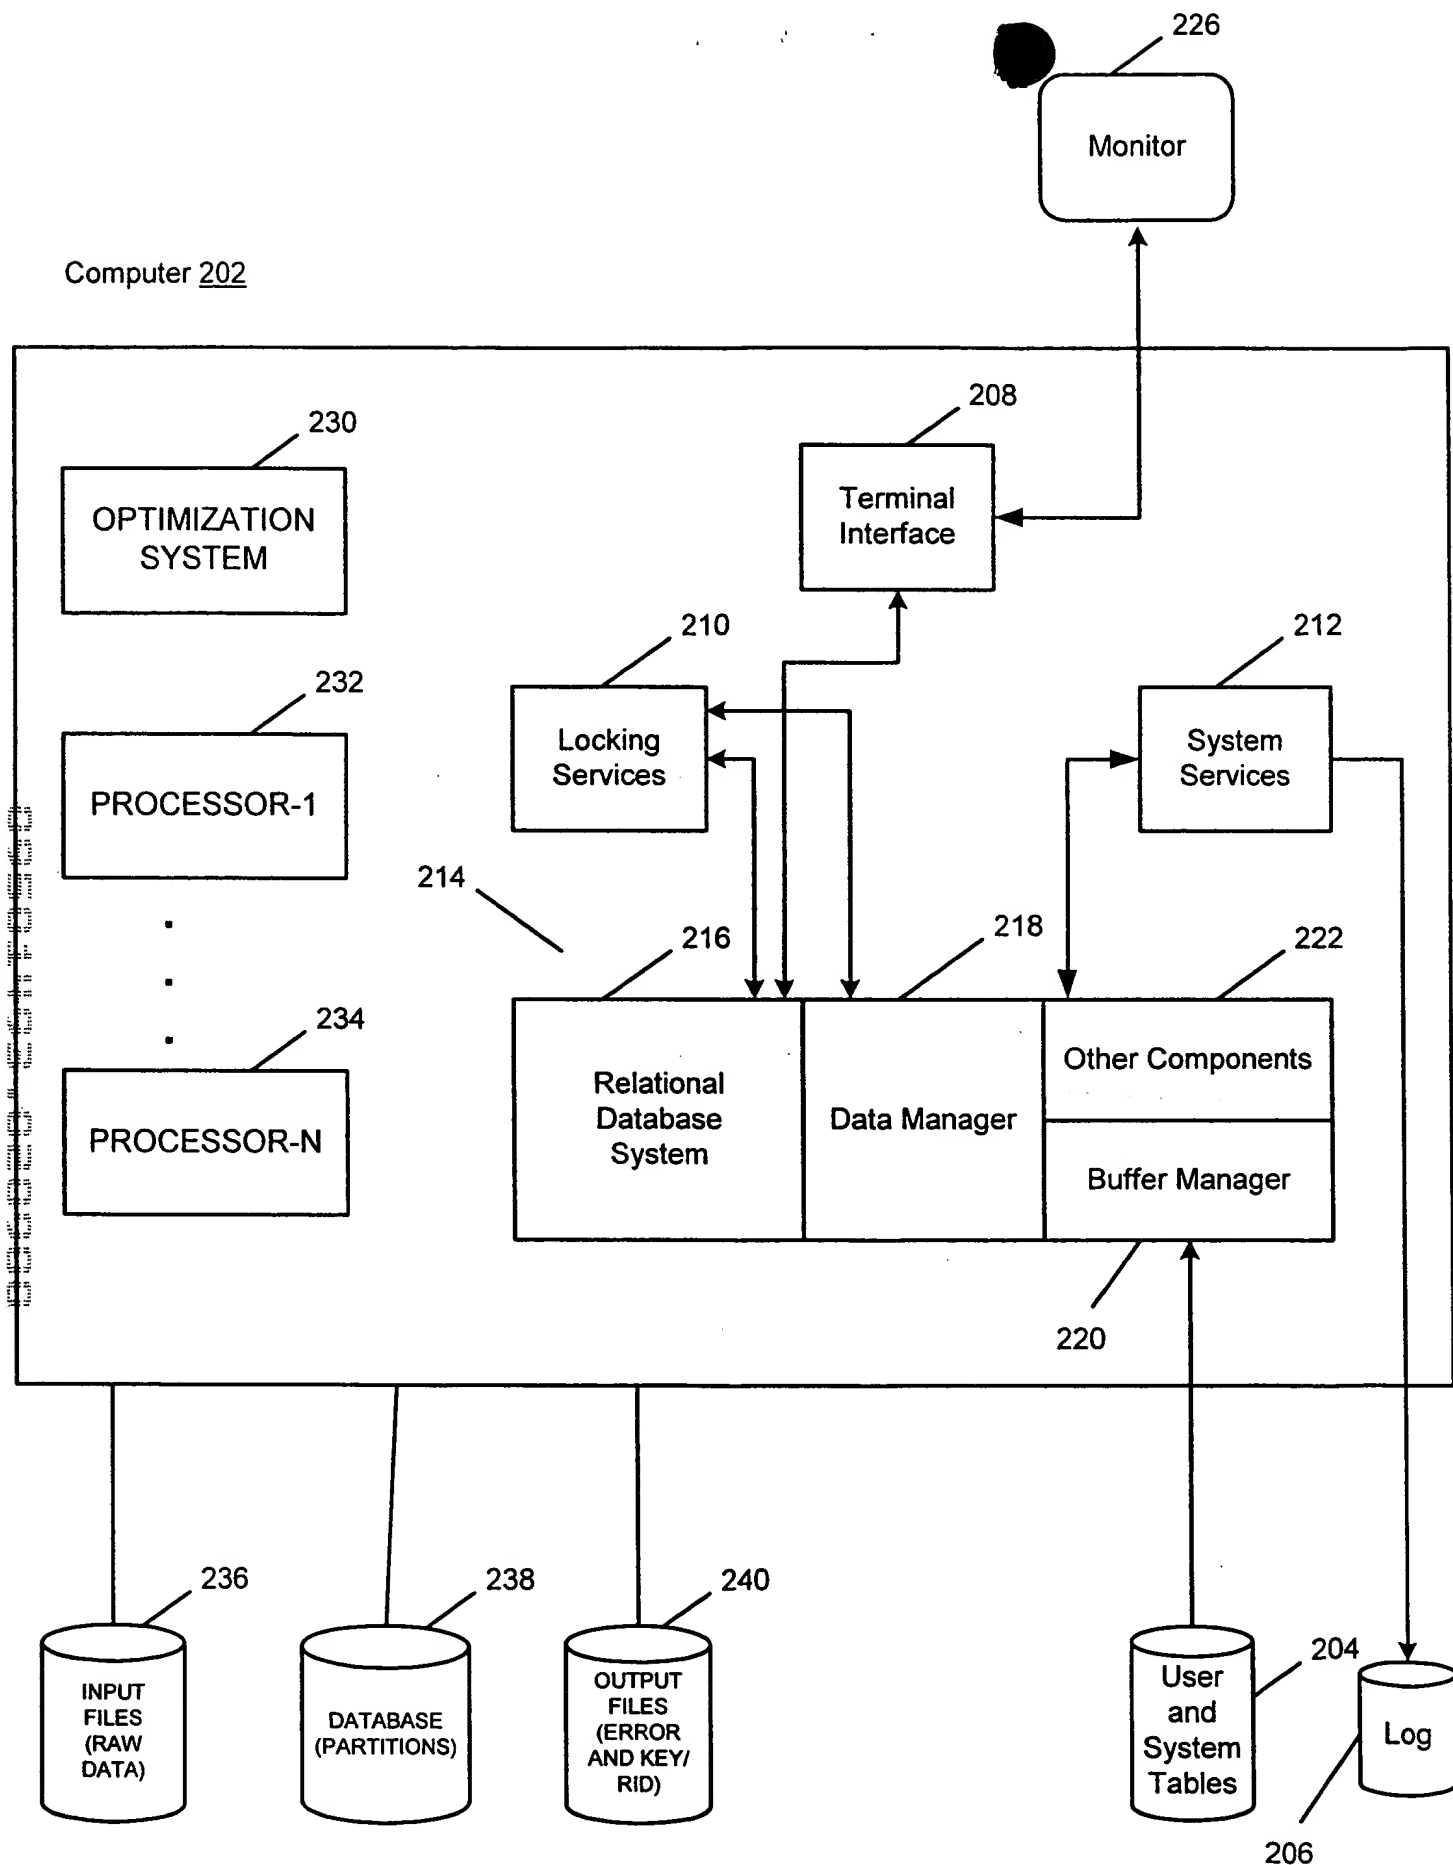 226
Monitor
Computer 202
208
230
Terminal
Interface
OPTIMIZATION
SYSTEM
210
212
232
Locking
Services
System
Services
PROCESSOR-1
214
216
218
222
234
Other Components
Relational
Database
System
Data Manager
PROCESSOR-N
Buffer Manager
220
236
238
240
204
INPUT
FILES
(RAW
DATA)
DATABASE
(PARTITIONS)
OUTPUT
FILES
(ERROR
AND KEY/
RID)
User
and
System
Tables
Log
206